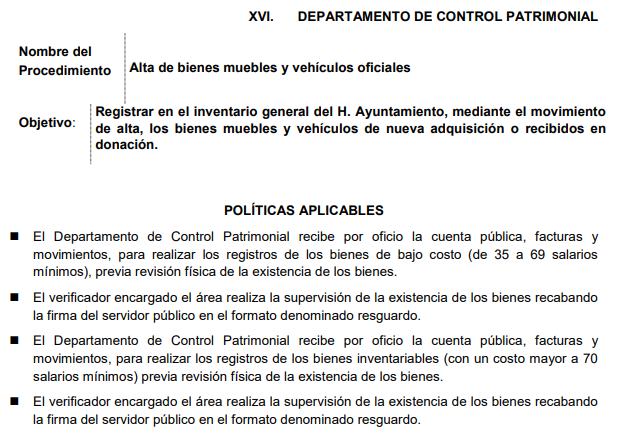 XVI. DEPARTAMENTO DE CONTROL PATRIMONIAL
Nombre del
Procedimiento
Alta de bienes muebles y vehículos oficiales
Objetivo:
Registrar en el inventario general del H. Ayuntamiento, mediante el movimiento
de alta, los bienes muebles y vehículos de nueva adquisición o recibidos en
donación.
POLÍTICAS APLICABLES
■ El Departamento de Control Patrimonial recibe por oficio la cuenta pública, facturas y
movimientos, para realizar los registros de los bienes de bajo costo (de 35 a 69 salarios
mínimos), previa revisión física de la existencia de los bienes.
■ El verificador encargado el área realiza la supervisión de la existencia de los bienes recabando
la firma del servidor público en el formato denominado resguardo.
■ El Departamento de Control Patrimonial recibe por oficio la cuenta pública, facturas y
movimientos, para realizar los registros de los bienes inventariables (con un costo mayor a 70
salarios mínimos) previa revisión física de la existencia de los bienes.
■ El verificador encargado el área realiza la supervisión de la existencia de los bienes recabando
la firma del servidor público en el formato denominado resguardo.